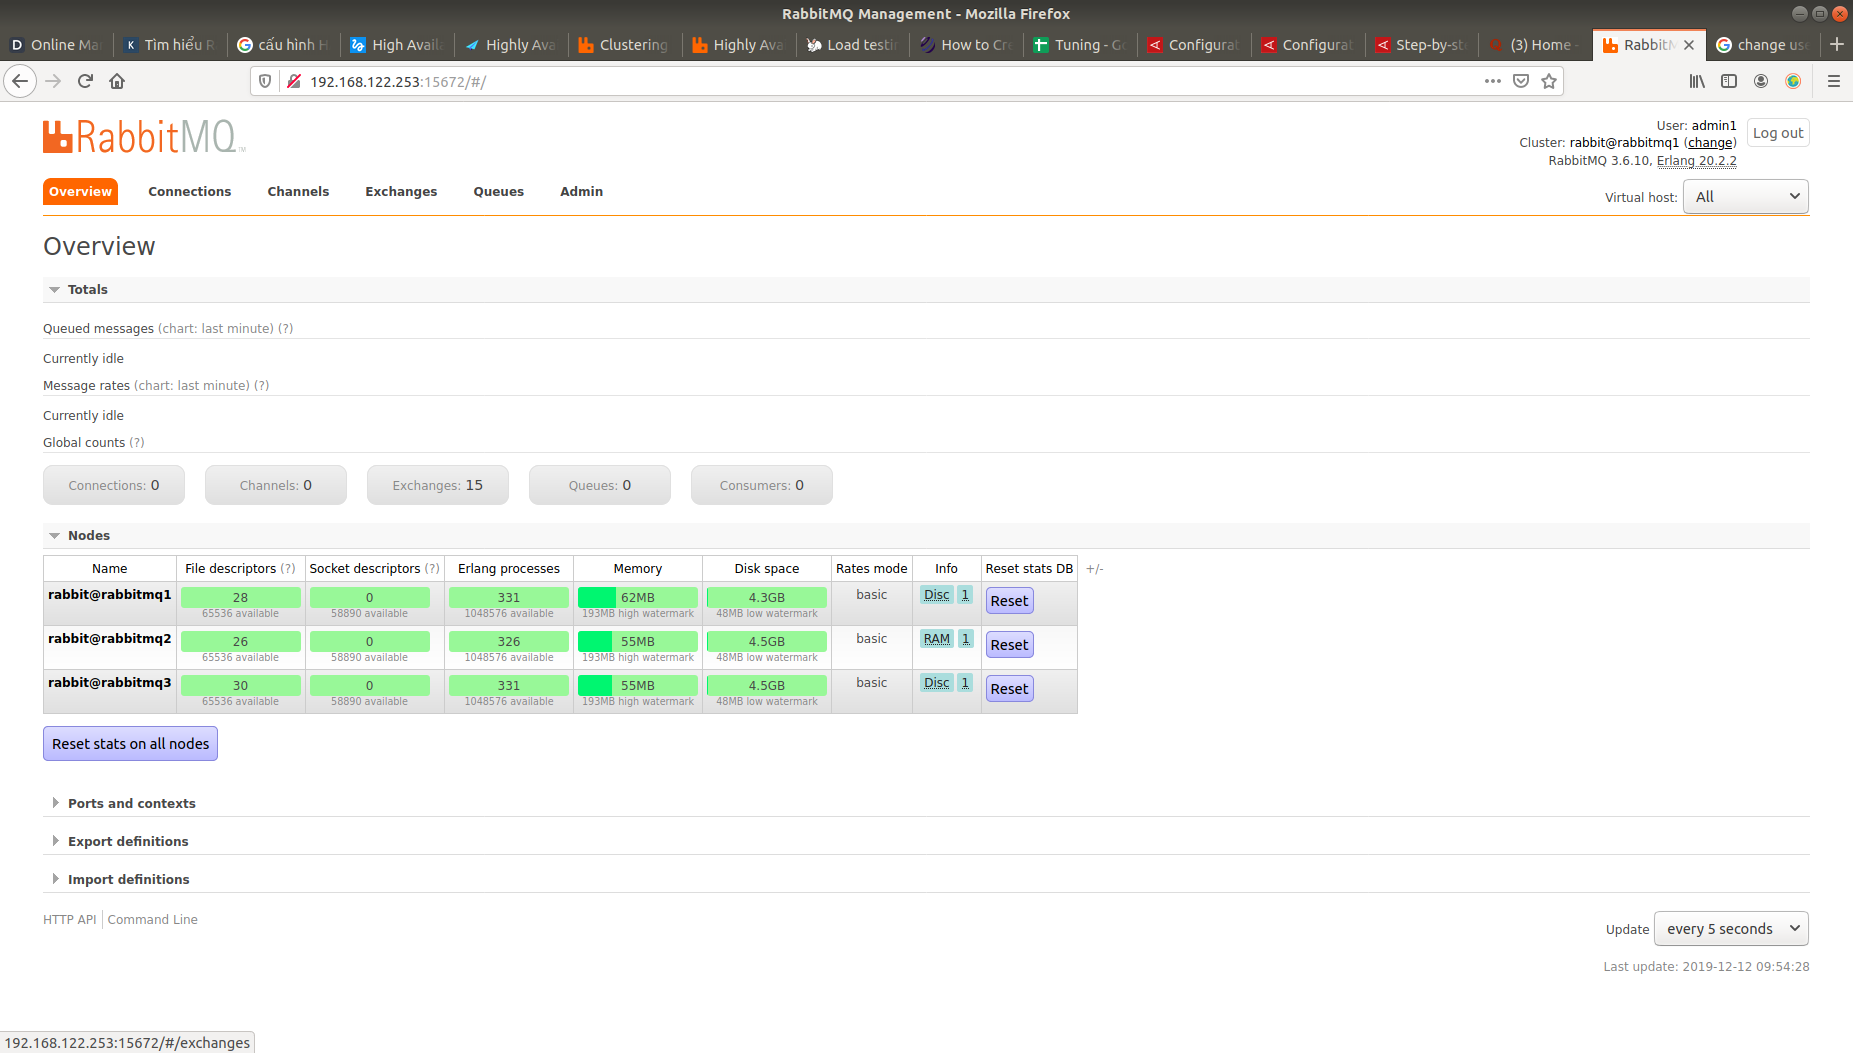 RabbitMQ Management - Mozilla Firefox
Online Ma
Tìm hiểu R
cấu hình H
High Avail
Highly Ava
Clustering
Highly Ava
Load testin
How to Cr
Tuning - G
Configurat
Configurat
Step-by-st
(3) Home -
RabbitM
change us
192.168.122.253:15672/#/
RabbitMQ TM
User: admin1
Cluster: rabbit@rabbitmq1 (change)
RabbitMQ 3.6.10, Erlang 20.2.2
Log out
Overview Connections Channels Exchanges Queues Admin
Virtual host: All
Overview
Totals
Queued messages (chart: last minute) (?)
Currently idle
Message rates (chart: last minute) (?)
Currently idle
Global counts (?)
Connections: 0 Channels: 0 Exchanges: 15 Queues: 0 Consumers: 0
Nodes
Name File descriptors (?) Socket descriptors (?) Erlang processes Memory Disk space Rates mode Info Reset stats DB +/-
rabbit@rabbitmq1 28 0 331 62MB 4.3GB basic Disc 1 Reset
65536 available 58890 available 1048576 available 193MB high watermark 48MB low watermark
rabbit@rabbitmq2 26 0 326 55MB 4.5GB basic RAM 1 Reset
65536 available 58890 available 1048576 available 193MB high watermark 48MB low watermark
rabbit@rabbitmq3 30 0 331 55MB 4.5GB basic Disc 1 Reset
65536 available 58890 available 1048576 available 193MB high watermark 48MB low watermark
Reset stats on all nodes
Ports and contexts
Export definitions
Import definitions
HTTP API Command Line
Update every 5 seconds
Last update: 2019-12-12 09:54:28
192.168.122.253:15672/#/exchanges